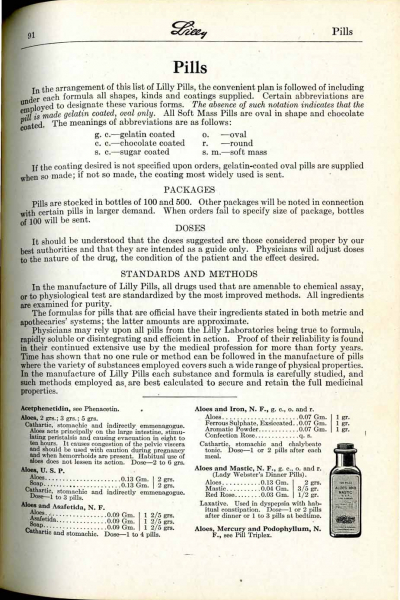 91
Lilly
Pills
Pills
In the arrangement of this list of Lilly Pills, the convenient plan is followed of including
under each formula all shapes, kinds and coatings supplied. Certain abbreviations are
employed to designate these various forms. The absence of such notation indicates that the
pill is made gelatin coated, oval only. All Soft Mass Pills are oval in shape and chocolate
coated. The meanings of abbreviations are as follows:
g. c.—gelatin coated o. —oval
c. c.—chocolate coated r. —round
s. c.—sugar coated s. m.—soft mass
If the coating desired is not specified upon orders, gelatin-coated oval pills are supplied
when so made; if not so made, the coating most widely used is sent.
PACKAGES
Pills are stocked in bottles of 100 and 500. Other packages will be noted in connection
with certain pills in larger demand. When orders fail to specify size of package, bottles
of 100 will be sent.
DOSES
It should be understood that the doses suggested are those considered proper by our
best authorities and that they are intended as a guide only. Physicians will adjust doses
to the nature of the drug, the condition of the patient and the effect desired.
STANDARDS AND METHODS
In the manufacture of Lilly Pills, all drugs used that are amenable to chemical assay,
or to physiological test are standardized by the most improved methods. All ingredients
are examined for purity.
The formulas for pills that are official have their ingredients stated in both metric and
apothecaries' systems; the latter amounts are approximate.
Physicians may rely upon all pills from the Lilly Laboratories being true to formula,
rapidly soluble or disintegrating and efficient in action. Proof of their reliability is found
in their continued extensive use by the medical profession for more than forty years.
Time has shown that no one rule or method can be followed in the manufacture of pills
where the variety of substances employed covers such a wide range of physical properties.
In the manufacture of Lilly Pills each substance and formula is carefully studied, and
such methods employed as are best calculated to secure and retain the full medicinal
properties.
Acetphenetidin, see Phenacetin.
Aloes, 2 grs.; 3 grs.; 5 grs.
Cathartic, stomachic and indirectly emmenagogue.
Aloes acts principally on the large intestine, stimu-
lating peristalsis and causing evacuation in eight to
ten hours. It causes congestion of the pelvic viscera
and should be used with caution during pregnancy
and when hemorrhoids are present. Habitual use of
aloes does not lessen its action. Dose—2 to 6 grs.
Aloes, U. S. P.
Aloes....................0.13 Gm. | 2 grs.
Soap.....................0.13 Gm. | 2 grs.
Cathartic, stomachic and indirectly emmenagogue.
Dose—1 to 3 pills.
Aloes and Asafetida, N. F.
Aloes....................0.09 Gm. | 1 2/5 grs.
Asafetida................0.09 Gm. | 1 2/5 grs.
Soap.....................0.09 Gm. | 1 2/5 grs.
Cathartic and stomachic. Dose—1 to 4 pills.
Aloes and Iron, N. F., g. c., o. and r.
Aloes....................0.07 Gm. | 1 gr.
Ferrous Sulphate, Exsiccated..0.07 Gm. | 1 gr.
Aromatic Powder..............0.07 Gm. | 1 gr.
Confection Rose..............q. s.
Cathartic, stomachic and chalybeate
tonic. Dose—1 or 2 pills after each
meal.
Aloes and Mastic, N. F., g. c., o. and r.
(Lady Webster's Dinner Pills).
Aloes....................0.13 Gm. | 2 grs.
Mastic...................0.04 Gm. | 3/5 gr.
Red Rose.................0.03 Gm. | 1/2 gr.
Laxative. Used in dyspepsia with hab-
itual constipation. Dose—1 or 2 pills
after dinner or 1 to 3 pills at bedtime.
Aloes, Mercury and Podophyllum, N.
F., see Pill Triplex.